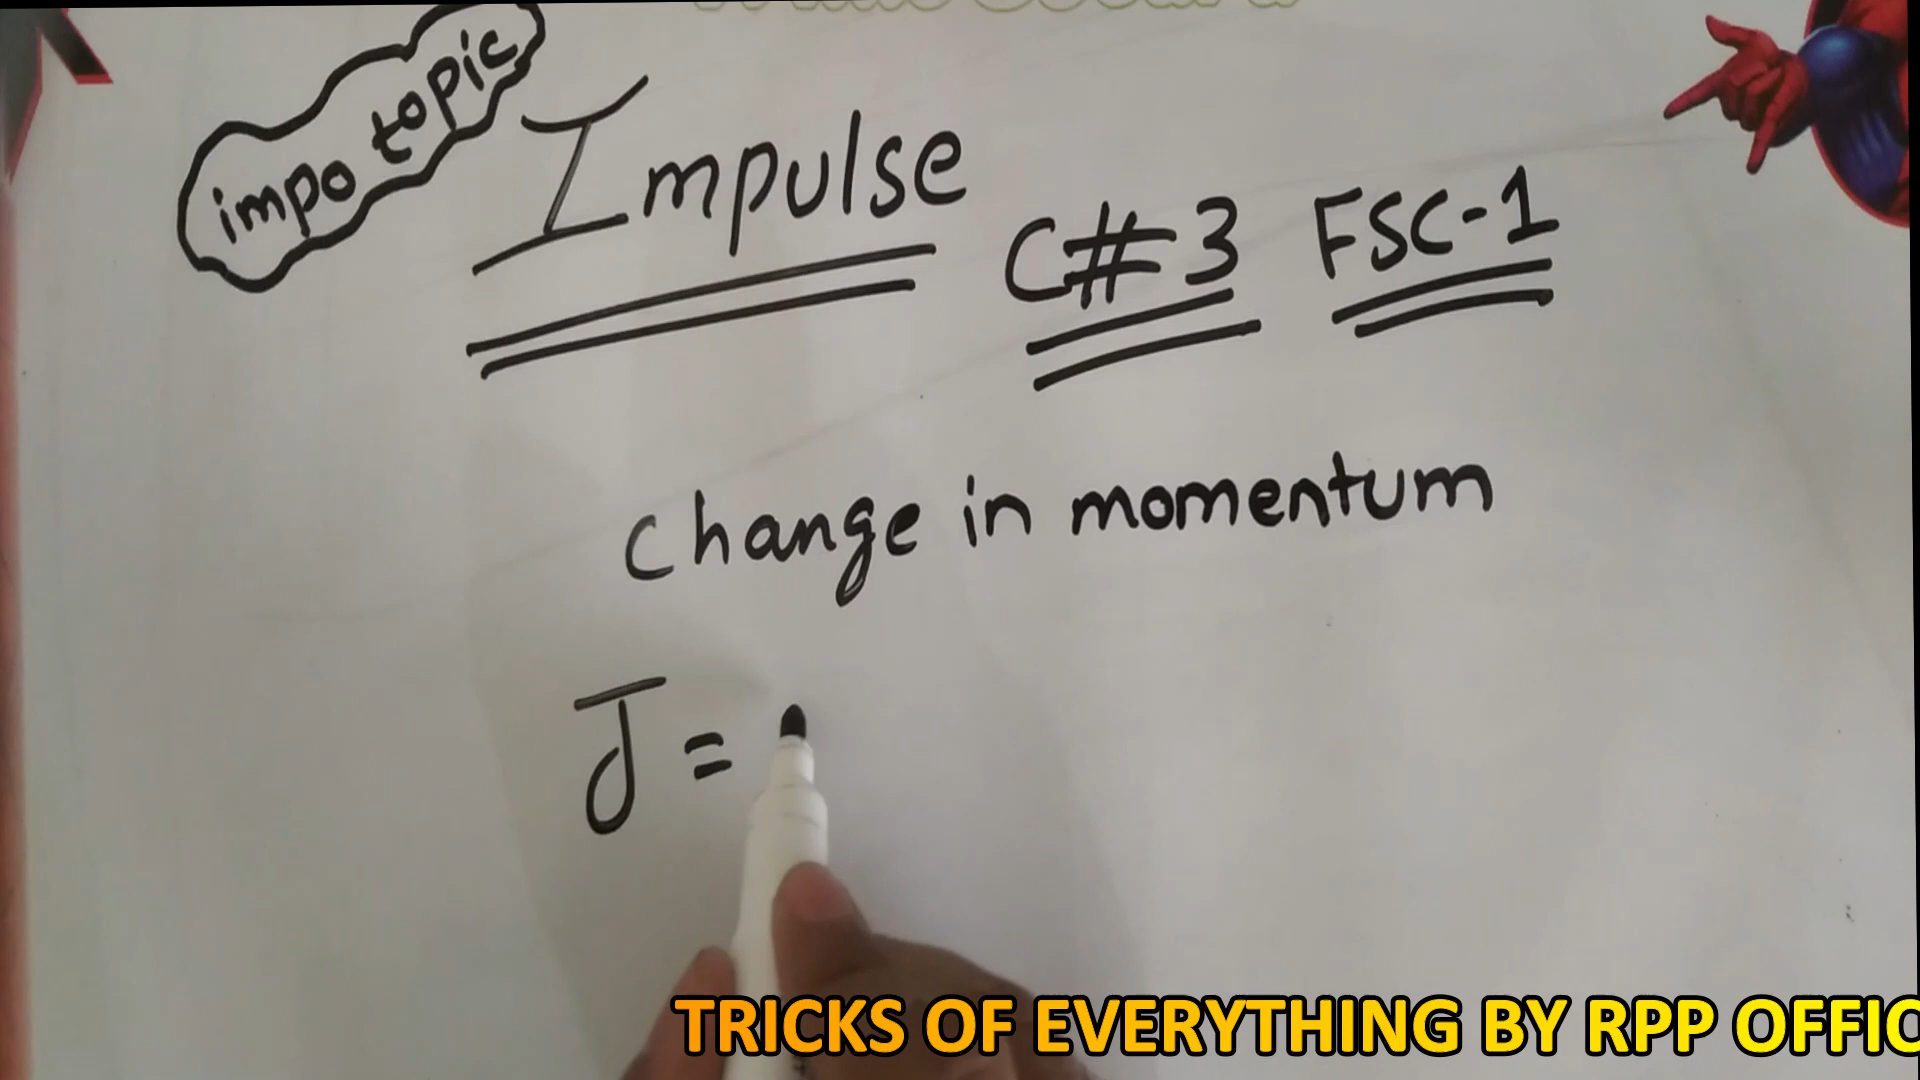 impo topic
Impulse C#3 FSC-1
change in momentum
J =
TRICKS OF EVERYTHING BY RPP OFFIC